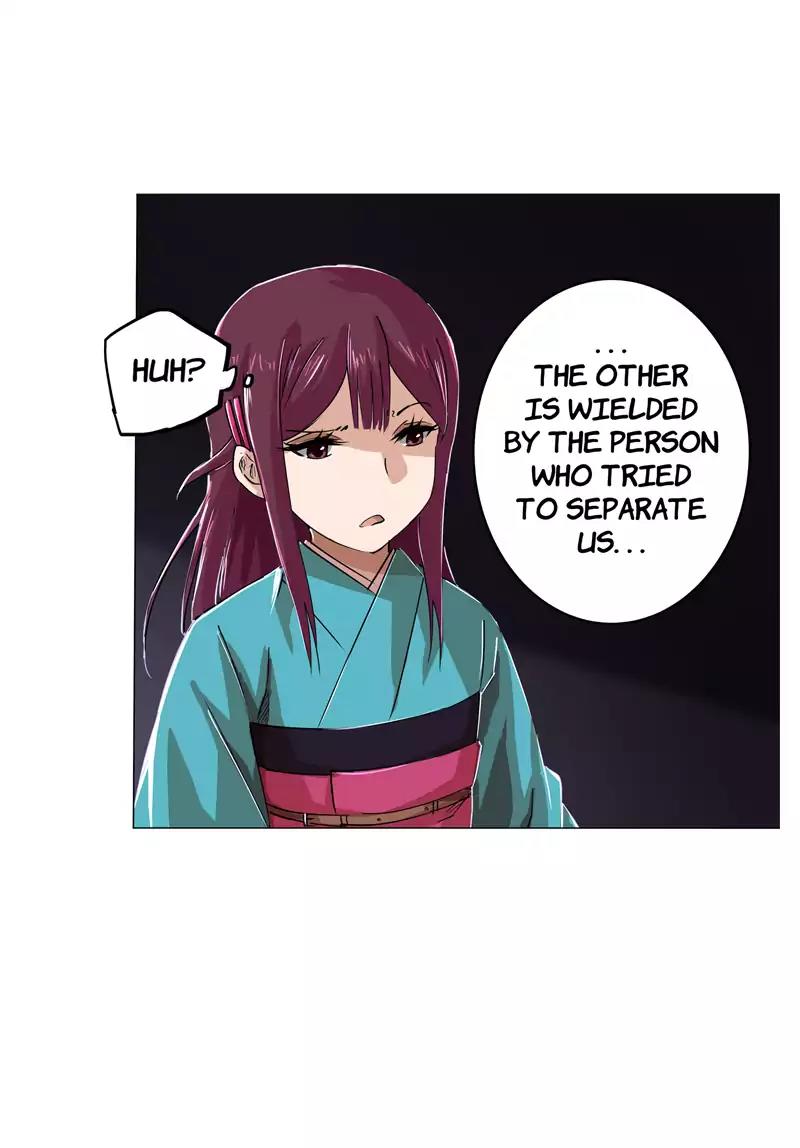 HUH?
...
THE OTHER
IS WIELDED
BY THE PERSON
WHO TRIED
TO SEPARATE
US...